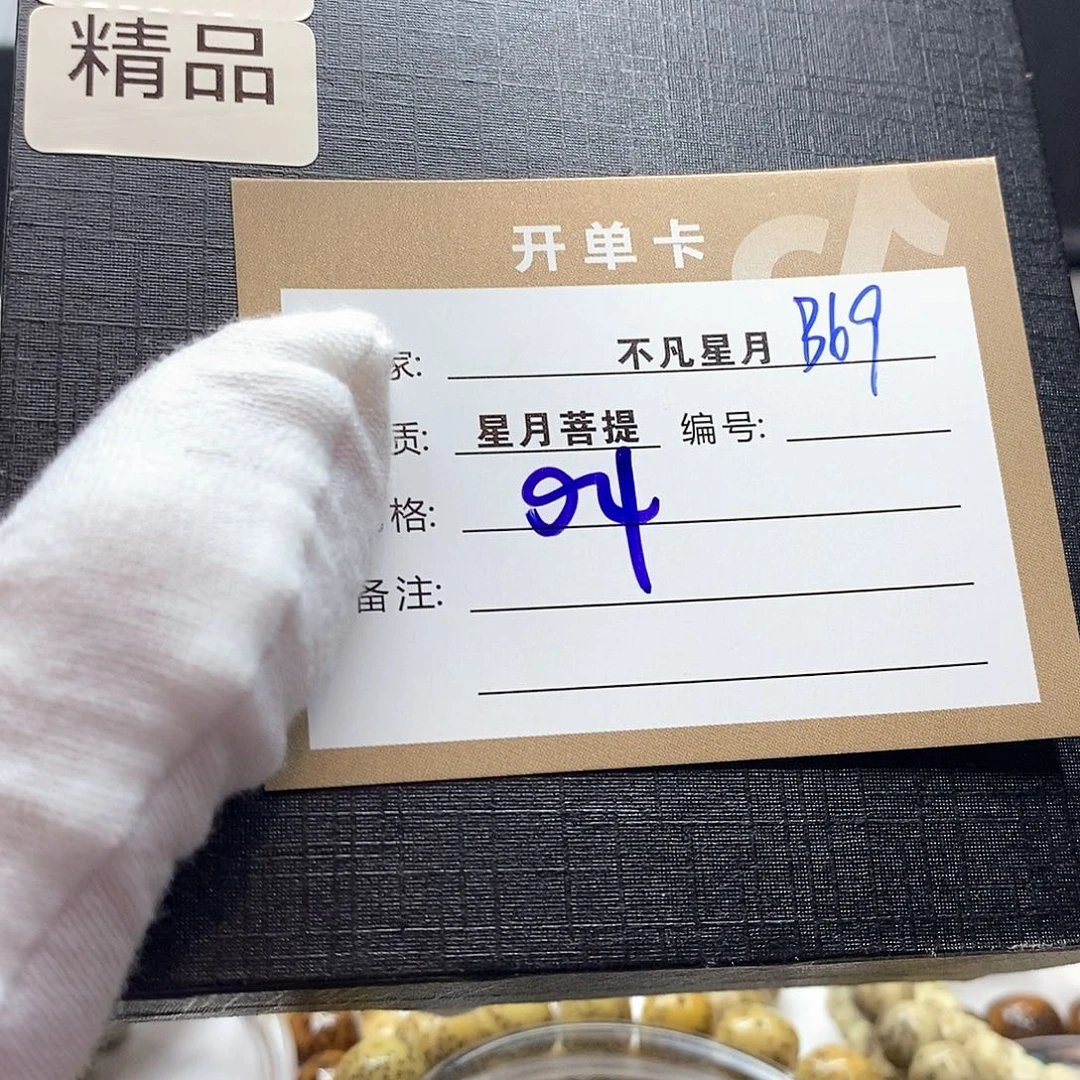 精品
开单卡
家: 不凡星月 B69
质: 星月菩提 编号:
格: 94
备注: